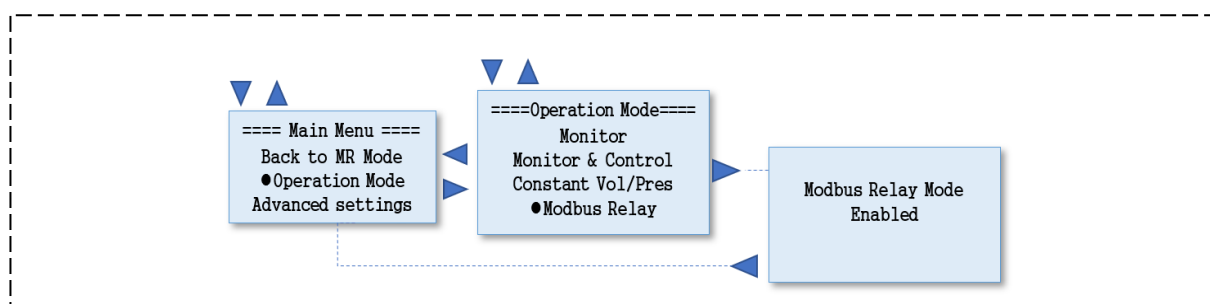 ==== Main Menu ====
Back to MR Mode
●Operation Mode
Advanced settings
====Operation Mode====
Monitor
Monitor & Control
Constant Vol/Pres
●Modbus Relay
Modbus Relay Mode
Enabled